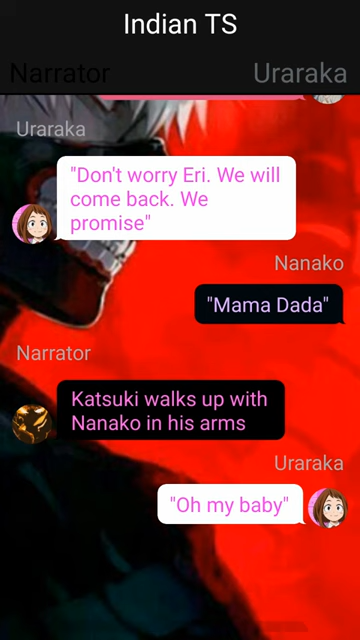 Indian TS
Narrator
Uraraka
Uraraka
"Don't worry Eri. We will
come back. We
promise"
Nanako
"Mama Dada"
Narrator
Katsuki walks up with
Nanako in his arms
Uraraka
"Oh my baby"